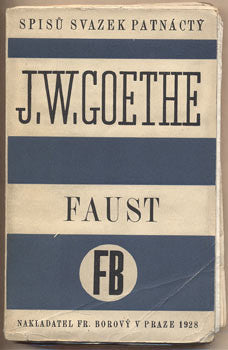 SPISŮ SVAZEK PATNÁCTÝ
J.W.GOETHE
FAUST
FB
NAKLADATEL FR. BOROVÝ V PRAZE 1928